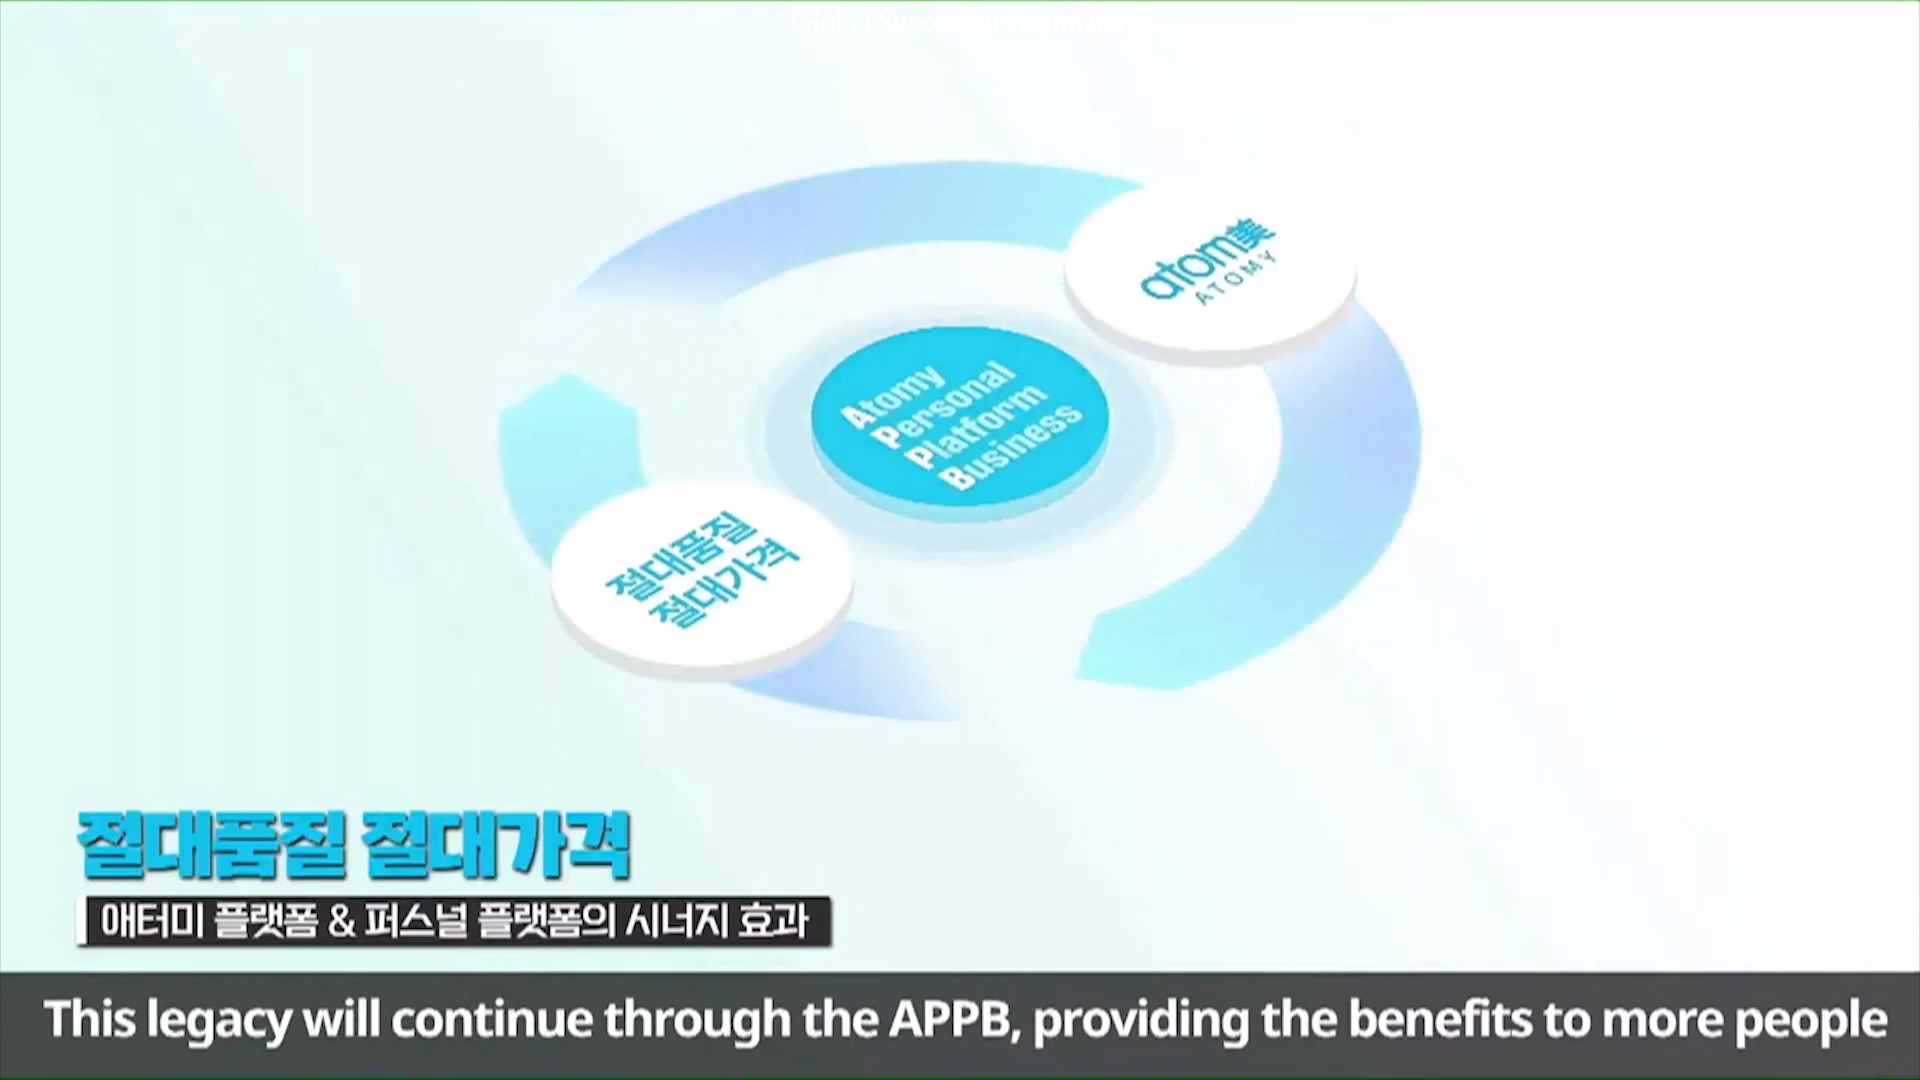 Global Successful Atomians
atom美
ATOMY
Atomy
Personal
Platform
Business
절대품질
절대가격
절대품질 절대가격
애터미 플랫폼 & 퍼스널 플랫폼의 시너지 효과
This legacy will continue through the APPB, providing the benefits to more people